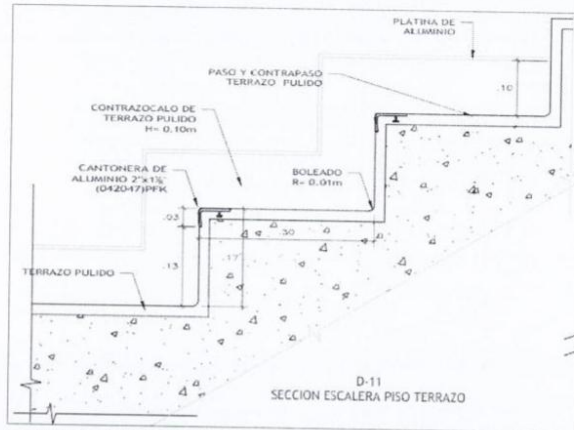 PLATINA DE
ALUMINIO
PASO Y CONTRAPASO
TERRAZO PULIDO
.10
CONTRAZOCALO DE
TERRAZO PULIDO
H= 0.10m
CANTONERA DE
ALUMINIO 2"x1⅛"
(042047)PFK
BOLEADO
R= 0.01m
.03
.30
.13
.17
TERRAZO PULIDO
D-11
SECCION ESCALERA PISO TERRAZO